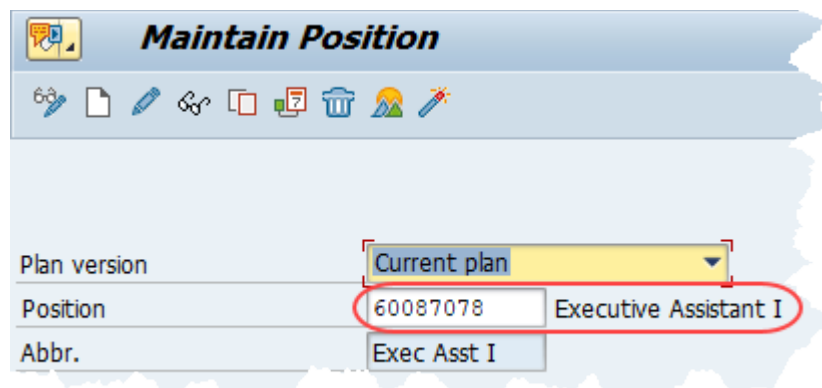 Maintain Position
Plan version Current plan
Position 60087078 Executive Assistant I
Abbr. Exec Asst I